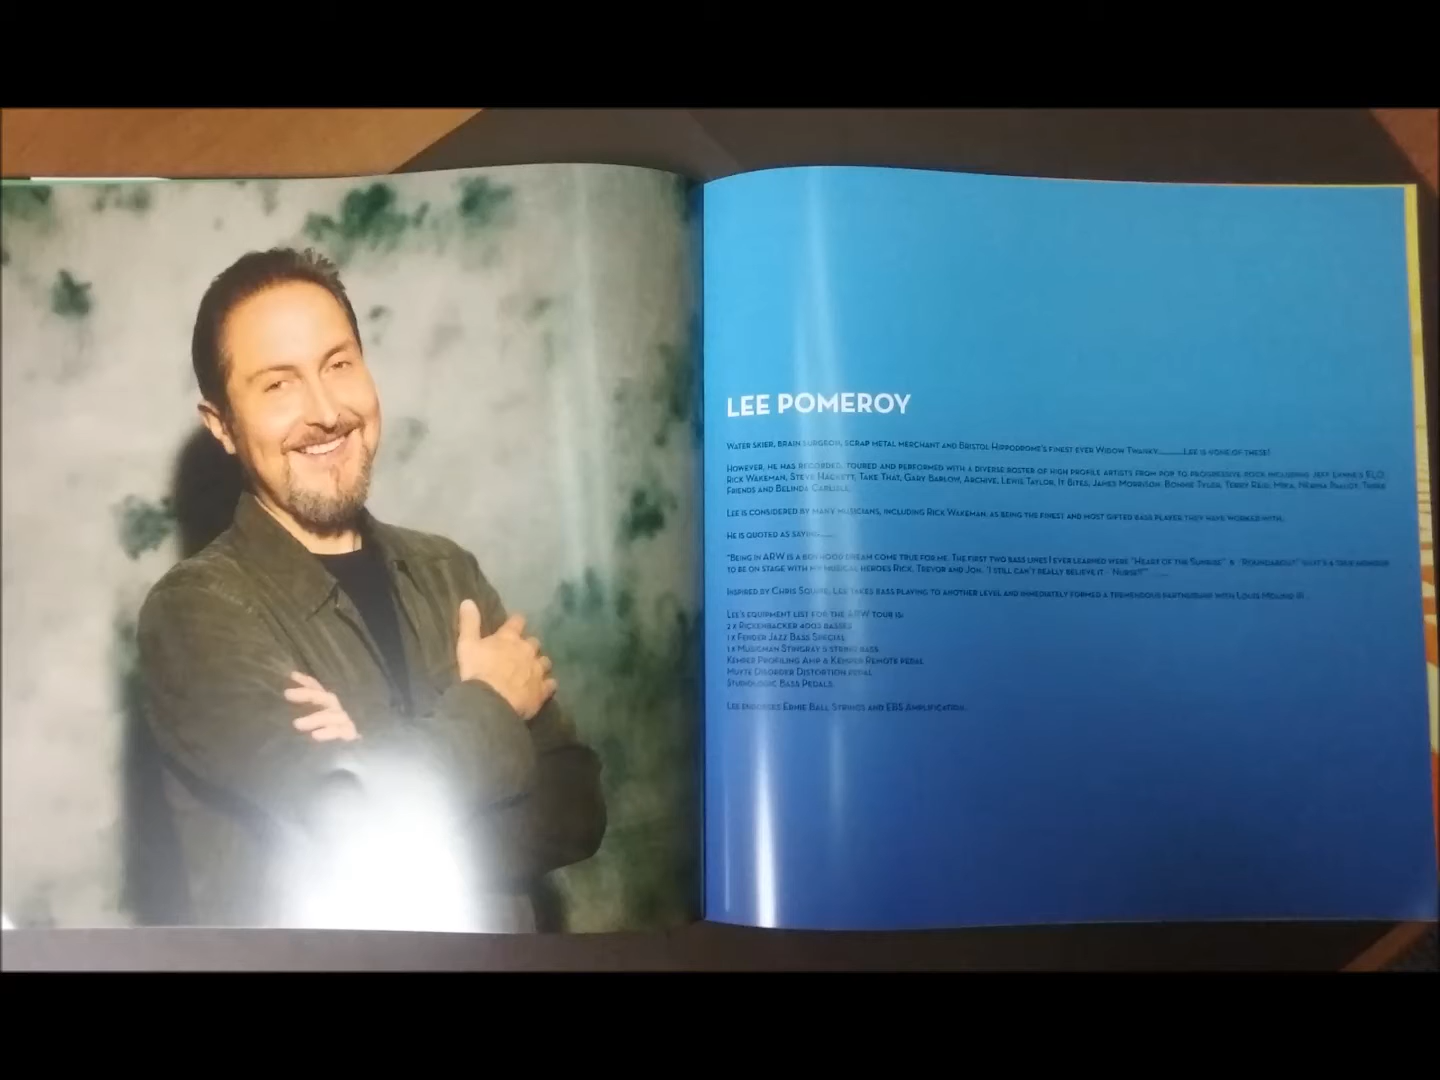 LEE POMEROY
WATER SKIER, BRAIN SURGEON, SCRAP METAL MERCHANT AND BRISTOL HIPPODROME'S FINEST EVER WIDOW TWANKY..........LEE IS NONE OF THESE!
HOWEVER, HE HAS RECORDED, TOURED AND PERFORMED WITH A DIVERSE ROSTER OF HIGH PROFILE ARTISTS FROM POP TO PROGRESSIVE ROCK INCLUDING JEFF LYNNE'S ELO,
RICK WAKEMAN, STEVE HACKETT, TAKE THAT, GARY BARLOW, ARCHIVE, LEWIS TAYLOR, IT BITES, JAMES MORRISON, BONNIE TYLER, TERRY REID, MIKA, NERINA PALLOT, THESE
FRIENDS AND BELINDA CARLISLE.
LEE IS CONSIDERED BY MANY MUSICIANS, INCLUDING RICK WAKEMAN, AS BEING THE FINEST AND MOST GIFTED BASS PLAYER THEY HAVE WORKED WITH.
HE IS QUOTED AS SAYING.......
"BEING IN ARW IS A BOYHOOD DREAM COME TRUE FOR ME. THE FIRST TWO BASS LINES I EVER LEARNED WERE "HEART OF THE SUNRISE" & "ROUNDABOUT!" WHAT A TRUE HONOUR
TO BE ON STAGE WITH MY MUSICAL HEROES RICK, TREVOR AND JON. "I STILL CAN'T REALLY BELIEVE IT. NURSE?!"
INSPIRED BY CHRIS SQUIRE, LEE TAKES BASS PLAYING TO ANOTHER LEVEL AND IMMEDIATELY FORMED A TREMENDOUS PARTNERSHIP WITH LOUIS MOLINO III
LEE'S EQUIPMENT LIST FOR THE ARW TOUR IS:
2 X RICKENBACKER 4003 BASSES
1 X FENDER JAZZ BASS SPECIAL
1 X MUSICMAN STINGRAY 5 STRING BASS
KEMPER PROFILING AMP & KEMPER REMOTE PEDAL
DISORDER DISTORTION PEDAL
STUDIOLOGIC BASS PEDALS
LEE ENDORSES ERNIE BALL STRINGS AND EBS AMPLIFICATION.